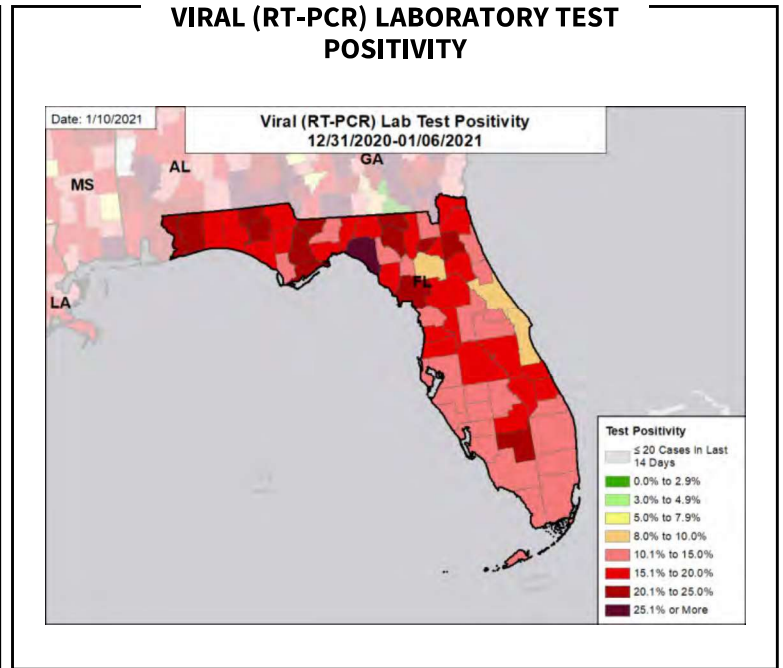 VIRAL (RT-PCR) LABORATORY TEST
POSITIVITY
Date: 1/10/2021
Viral (RT-PCR) Lab Test Positivity
12/31/2020-01/06/2021
MS
AL
GA
LA
FL
Test Positivity
≤ 20 Cases in Last
14 Days
0.0% to 2.9%
3.0% to 4.9%
5.0% to 7.9%
8.0% to 10.0%
10.1% to 15.0%
15.1% to 20.0%
20.1% to 25.0%
25.1% or More